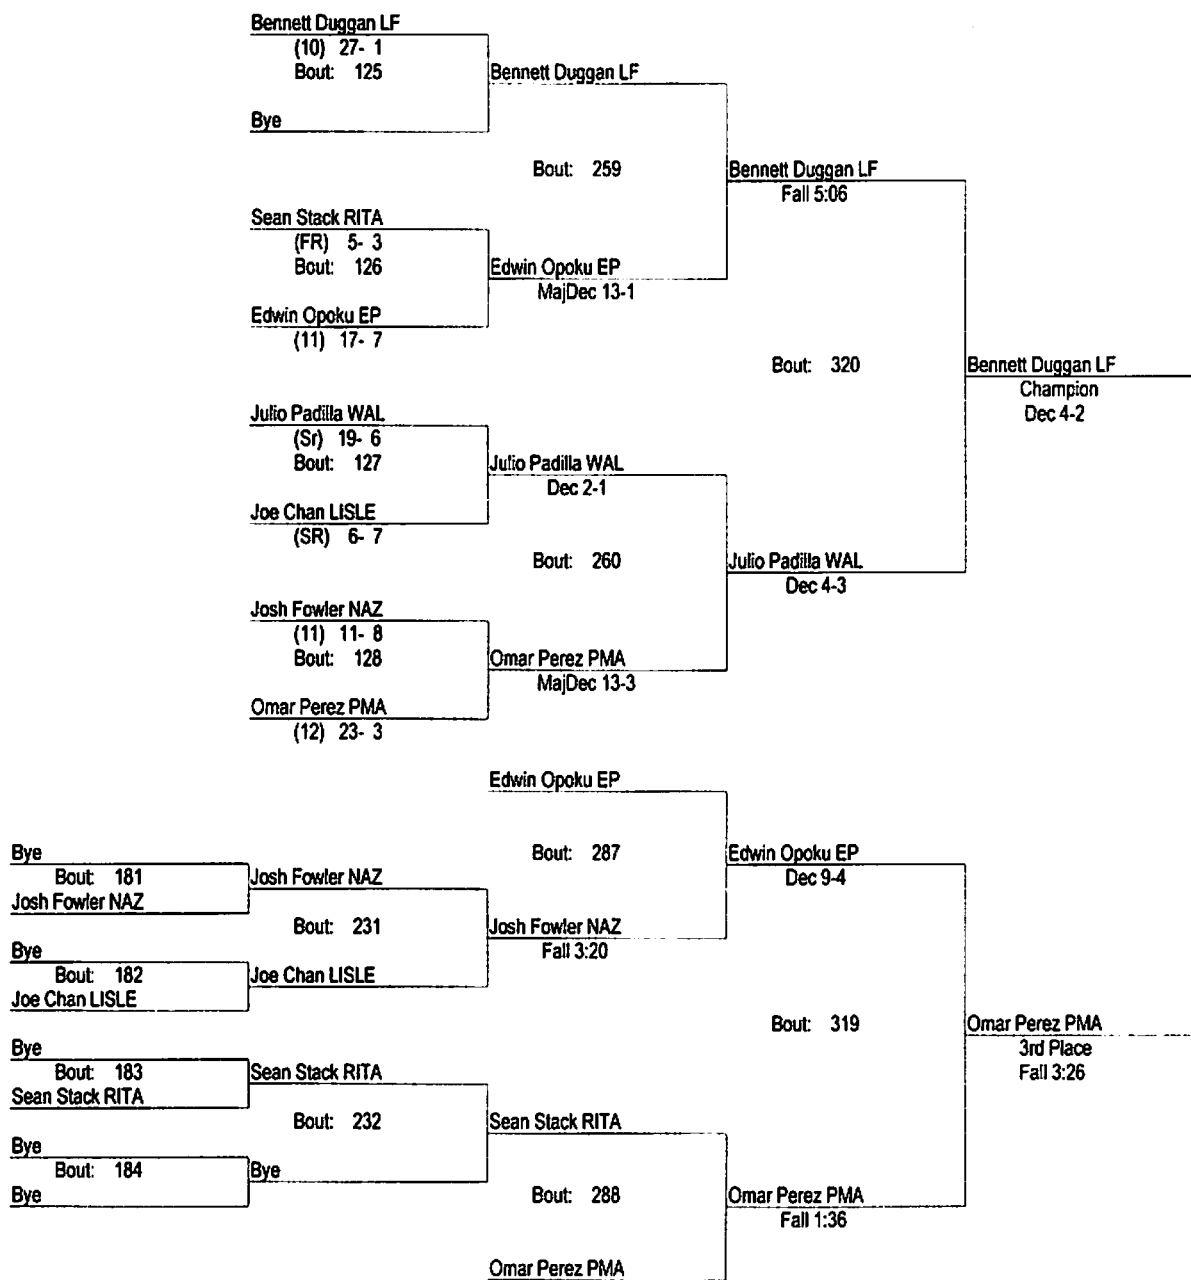 Bennett Duggan LF
(10) 27- 1
Bout: 125
Bennett Duggan LF
Bye
Bout: 259
Bennett Duggan LF
Fall 5:06
Sean Stack RITA
(FR) 5- 3
Bout: 126
Edwin Opoku EP
MajDec 13-1
Edwin Opoku EP
(11) 17- 7
Bout: 320
Bennett Duggan LF
Champion
Dec 4-2
Julio Padilla WAL
(Sr) 19- 6
Bout: 127
Julio Padilla WAL
Dec 2-1
Joe Chan LISLE
(SR) 6- 7
Bout: 260
Julio Padilla WAL
Dec 4-3
Josh Fowler NAZ
(11) 11- 8
Bout: 128
Omar Perez PMA
MajDec 13-3
Omar Perez PMA
(12) 23- 3
Edwin Opoku EP
Bout: 287
Edwin Opoku EP
Dec 9-4
Bye
Bout: 181
Josh Fowler NAZ
Josh Fowler NAZ
Bout: 231
Josh Fowler NAZ
Fall 3:20
Bye
Bout: 182
Joe Chan LISLE
Joe Chan LISLE
Bout: 319
Omar Perez PMA
3rd Place
Fall 3:26
Bye
Bout: 183
Sean Stack RITA
Sean Stack RITA
Bout: 232
Sean Stack RITA
Bye
Bout: 184
Bye
Bye
Bout: 288
Omar Perez PMA
Fall 1:36
Omar Perez PMA